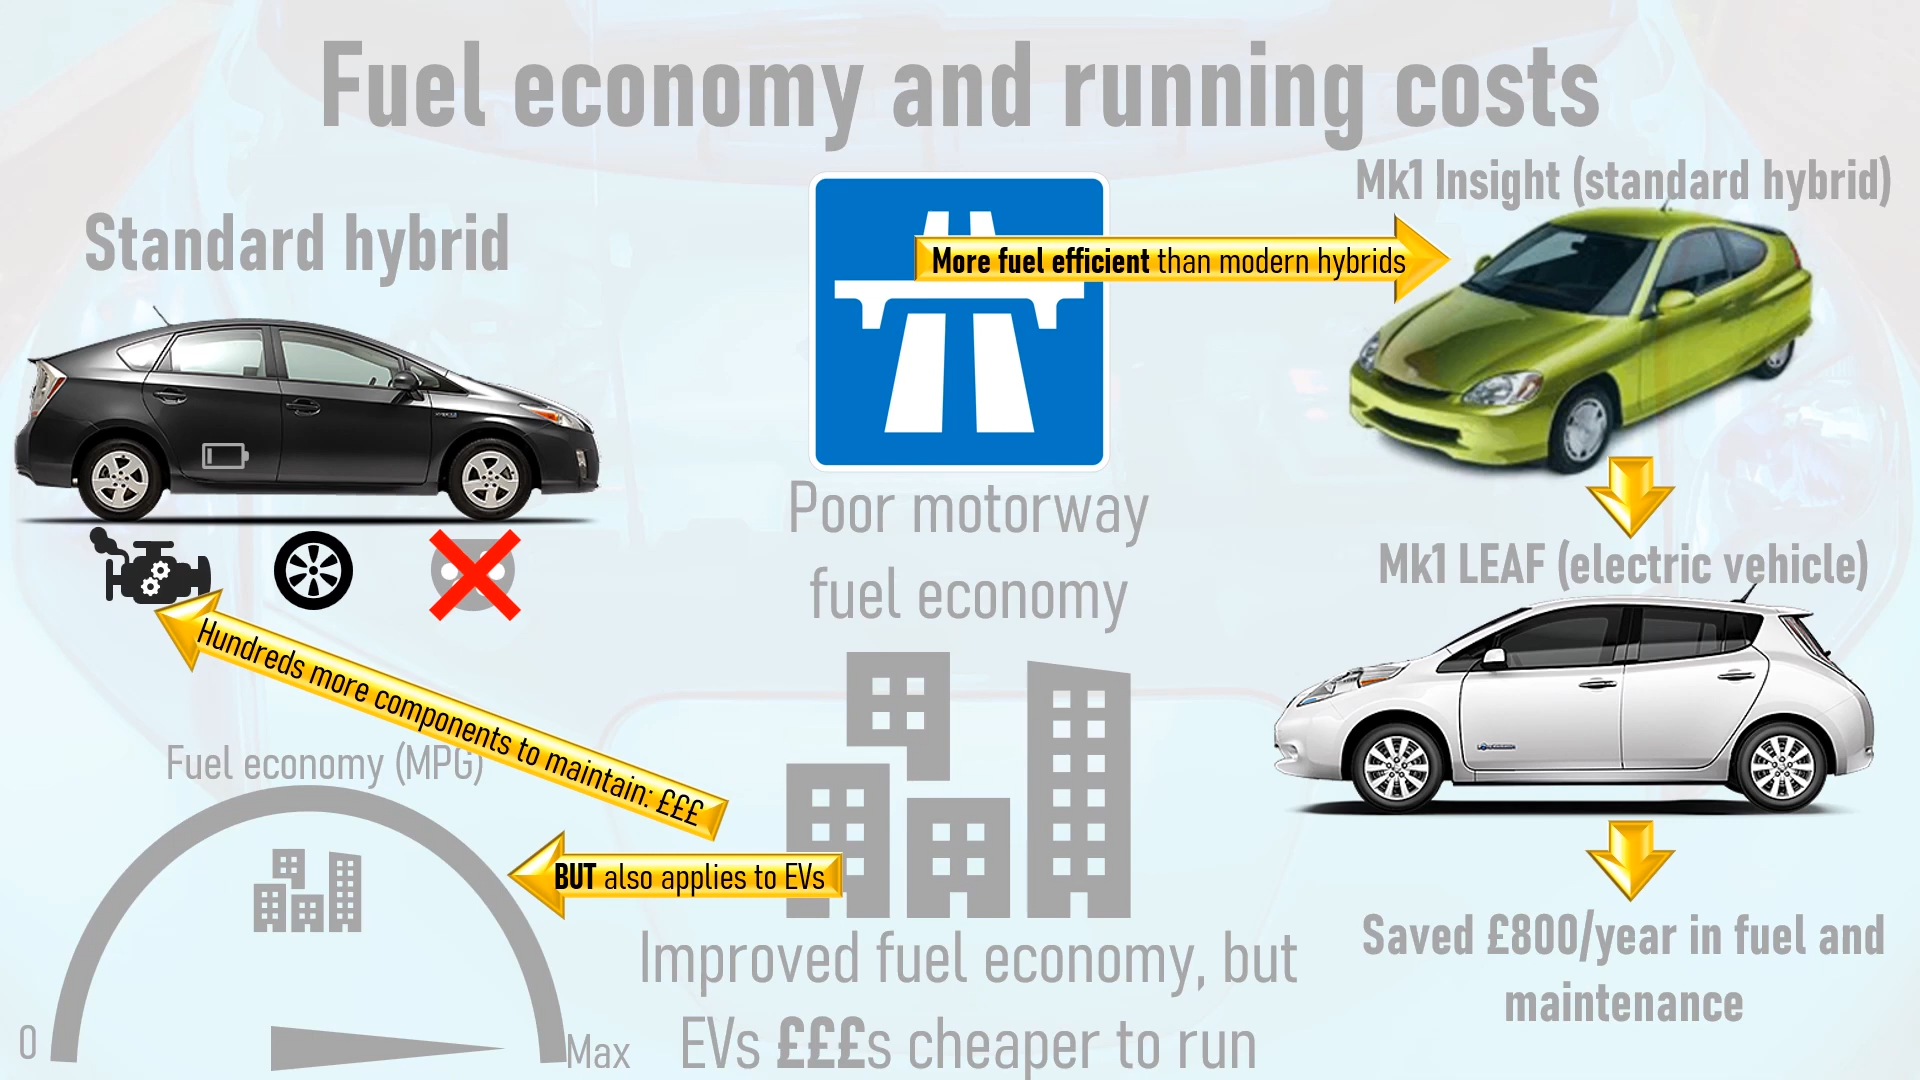 Fuel economy and running costs
Mk1 Insight (standard hybrid)
Standard hybrid
More fuel efficient than modern hybrids
Poor motorway
fuel economy
Mk1 LEAF (electric vehicle)
Hundreds more components to maintain: £££
Fuel economy (MPG)
BUT also applies to EVs
Improved fuel economy, but
EVs £££s cheaper to run
Saved £800/year in fuel and
maintenance
0
Max